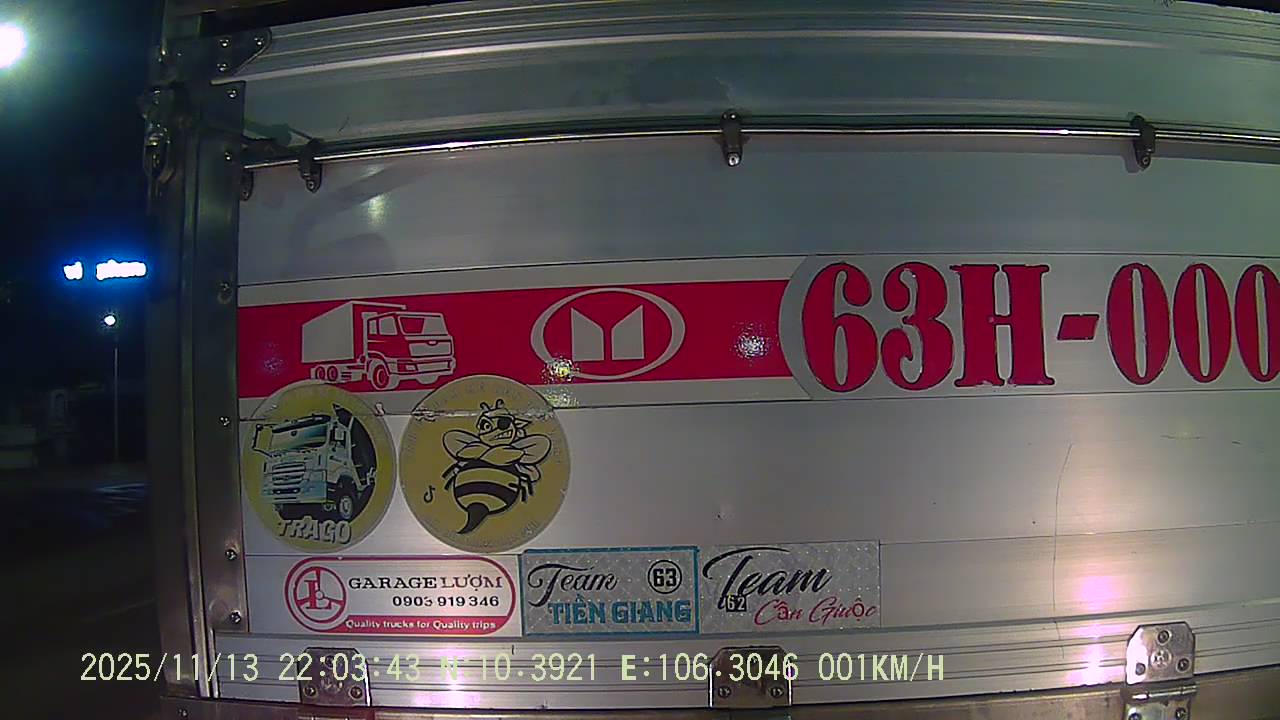 63H-000
TRAGO
GARAGE LƯỢM
0903 919 346
Quality trucks for Quality trips
Team 63
TIỀN GIANG
Team
62 Cần Giuộc
2025/11/13 22:03:43 N:10.3921 E:106.3046 001KM/H